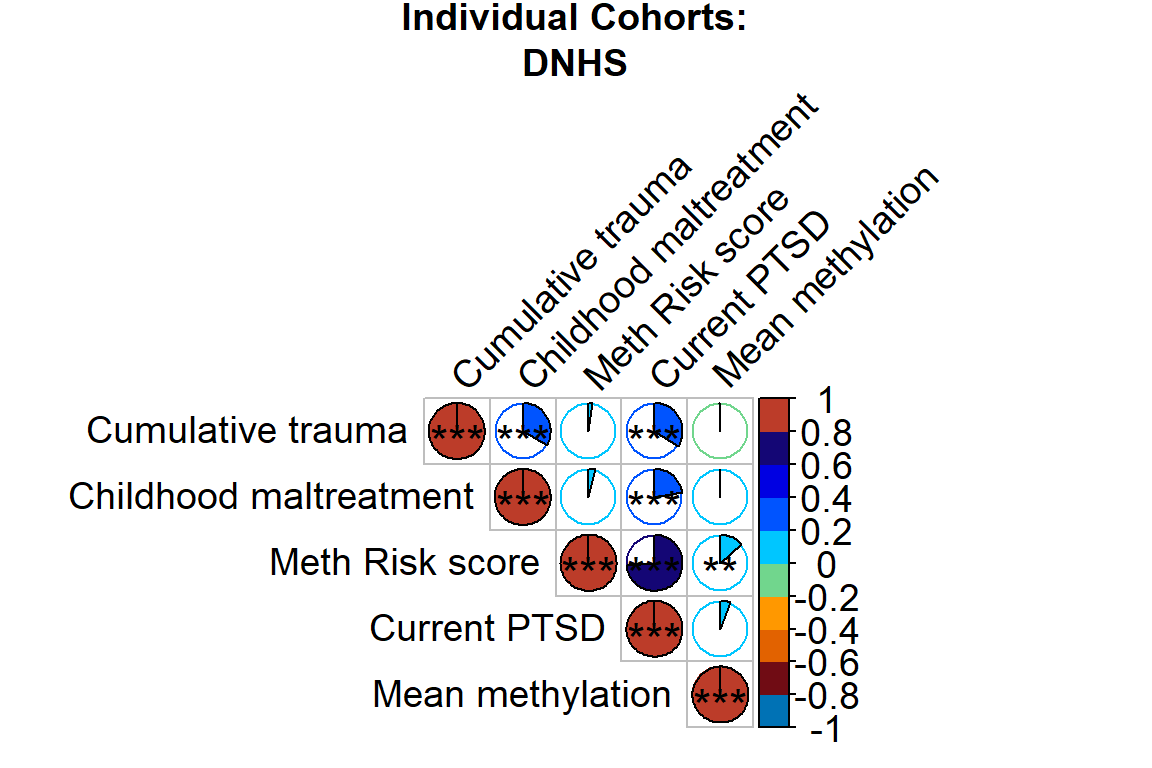 Individual Cohorts:
DNHS
Cumulative trauma
Childhood maltreatment
Meth Risk score
Current PTSD
Mean methylation
Cumulative trauma
*** *** ***
Childhood maltreatment
*** ***
Meth Risk score
*** *** **
Current PTSD
***
Mean methylation
***
1
0.8
0.6
0.4
0.2
0
-0.2
-0.4
-0.6
-0.8
-1